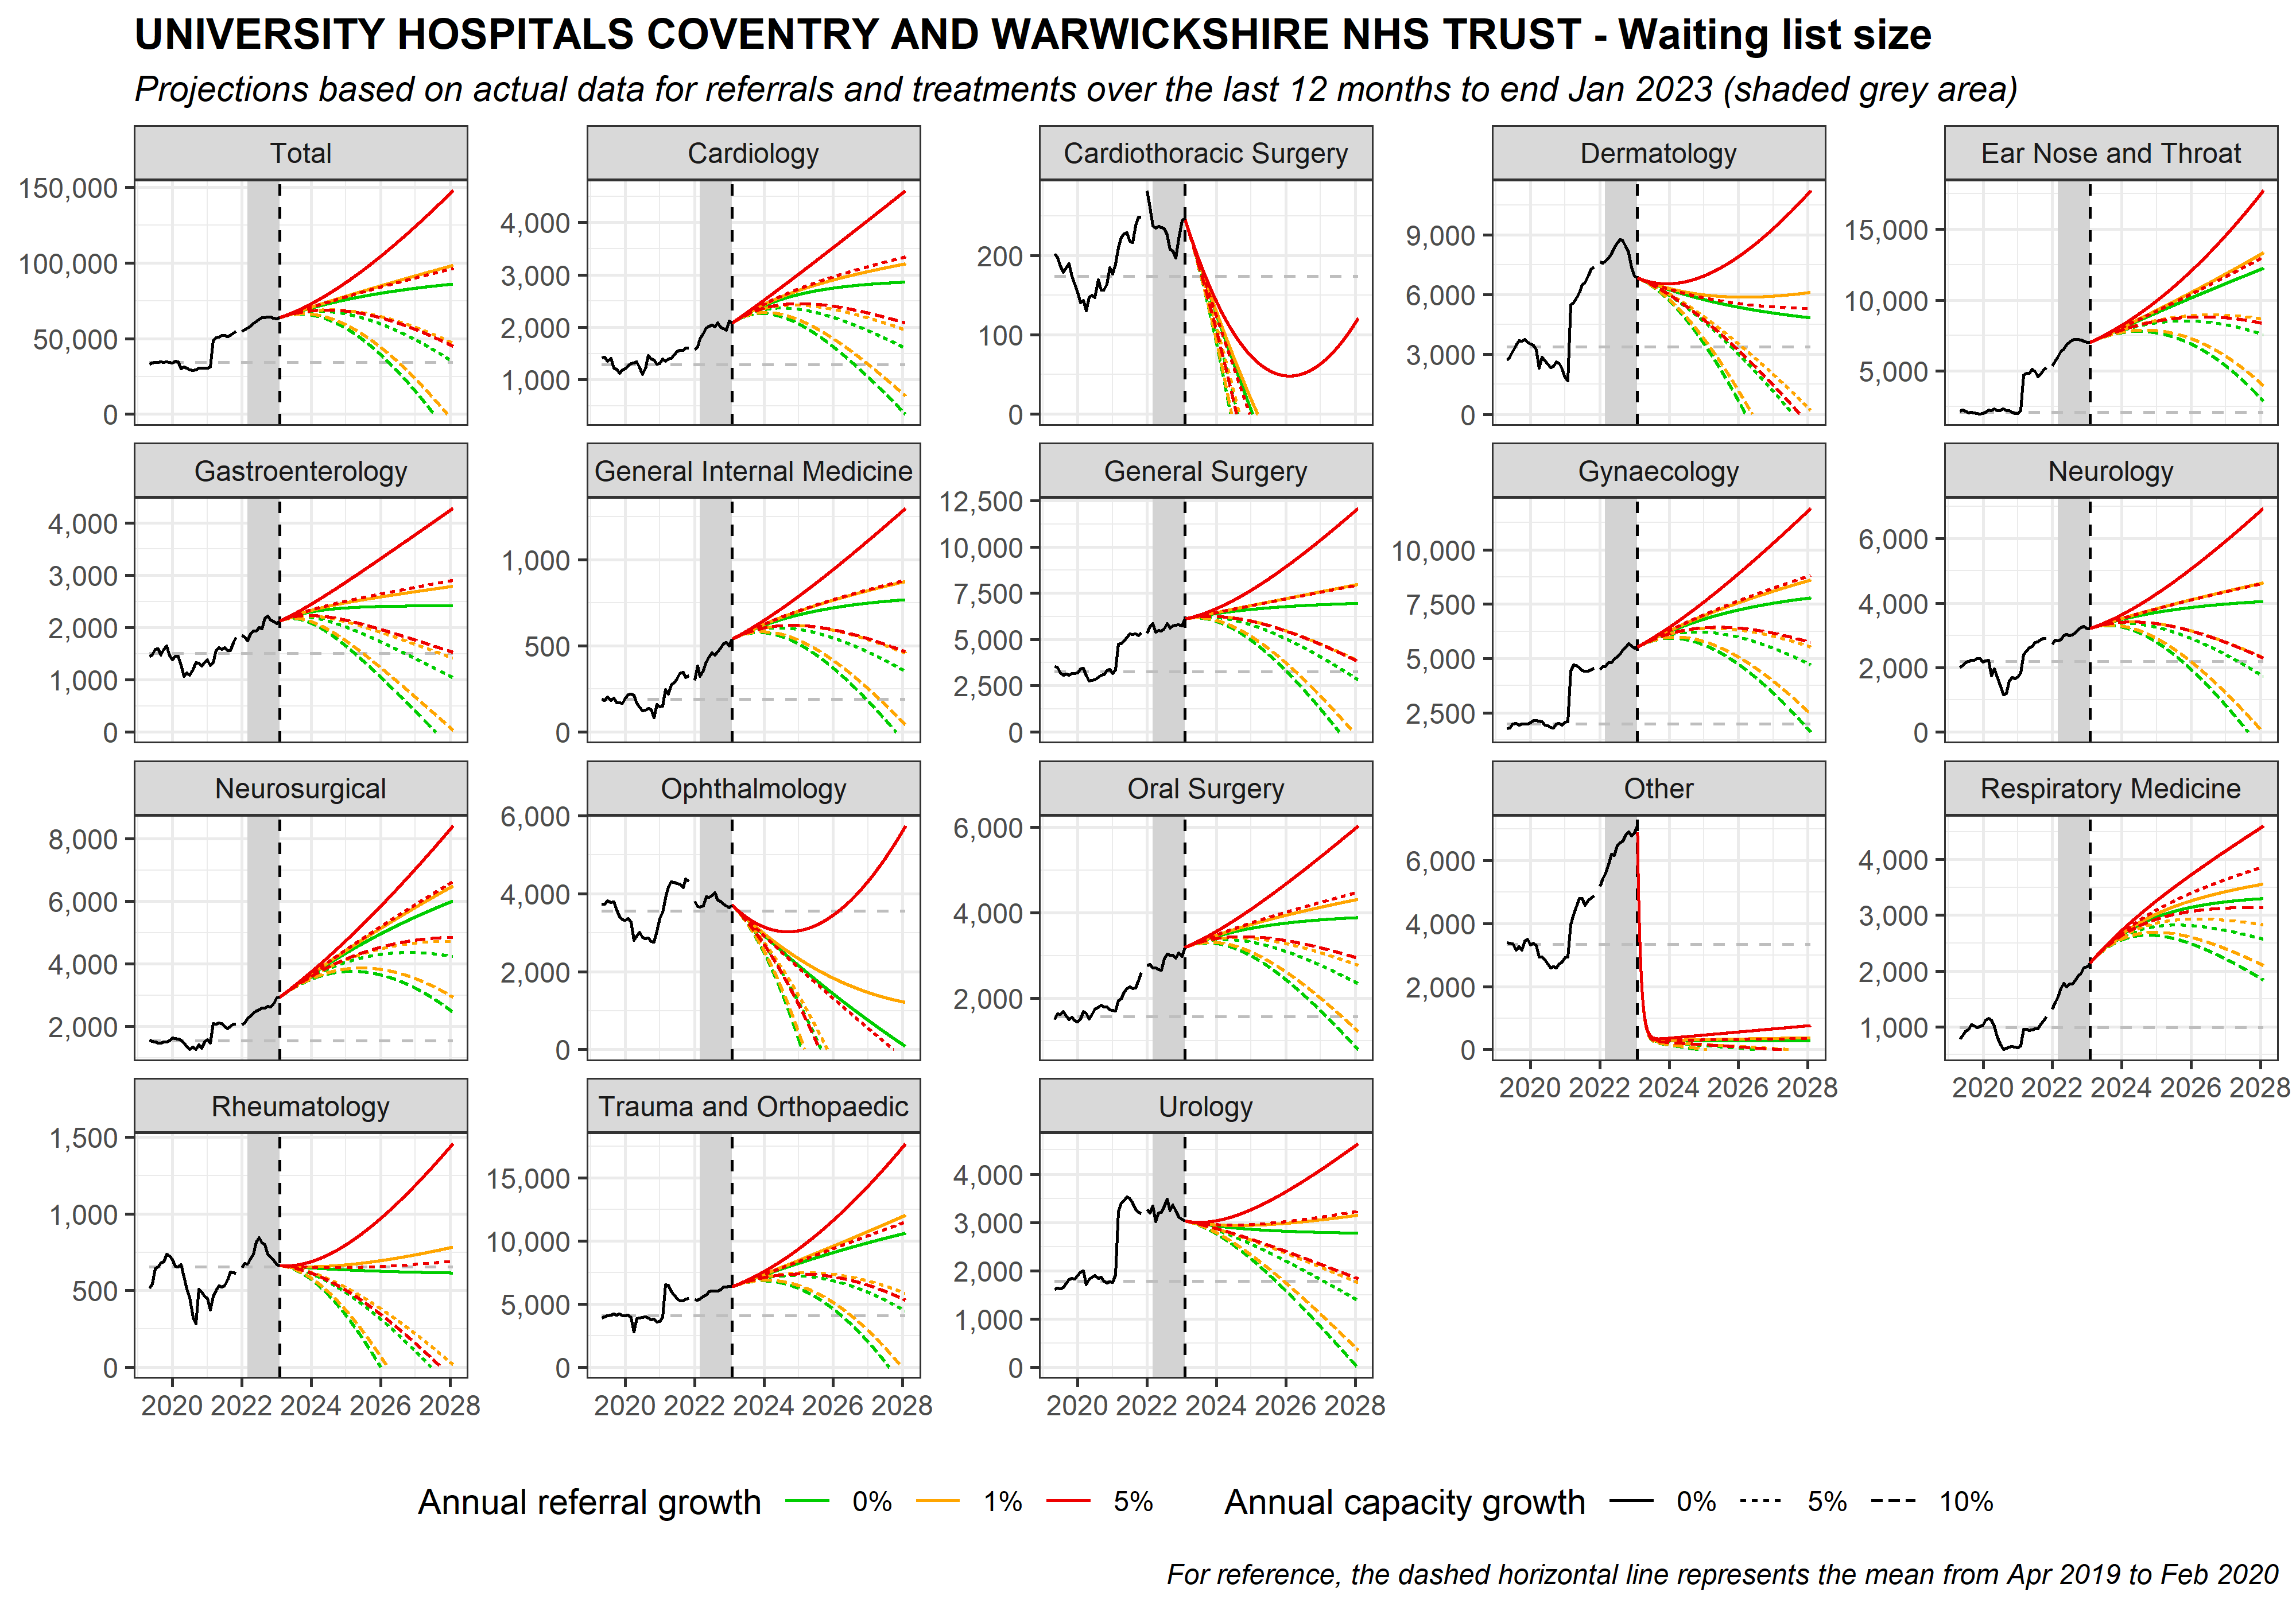 UNIVERSITY HOSPITALS COVENTRY AND WARWICKSHIRE NHS TRUST - Waiting list size
Projections based on actual data for referrals and treatments over the last 12 months to end Jan 2023 (shaded grey area)
Total
150,000
100,000
50,000
0
Cardiology
4,000
3,000
2,000
1,000
Cardiothoracic Surgery
200
100
0
Dermatology
9,000
6,000
3,000
0
Ear Nose and Throat
15,000
10,000
5,000
Gastroenterology
4,000
3,000
2,000
1,000
0
General Internal Medicine
1,000
500
0
General Surgery
12,500
10,000
7,500
5,000
2,500
0
Gynaecology
10,000
7,500
5,000
2,500
Neurology
6,000
4,000
2,000
0
Neurosurgical
8,000
6,000
4,000
2,000
Ophthalmology
6,000
4,000
2,000
0
Oral Surgery
6,000
4,000
2,000
Other
6,000
4,000
2,000
0
2020 2022 2024 2026 2028
Respiratory Medicine
4,000
3,000
2,000
1,000
2020 2022 2024 2026 2028
Rheumatology
1,500
1,000
500
0
2020 2022 2024 2026 2028
Trauma and Orthopaedic
15,000
10,000
5,000
0
2020 2022 2024 2026 2028
Urology
4,000
3,000
2,000
1,000
0
2020 2022 2024 2026 2028
Annual referral growth 0% 1% 5% Annual capacity growth 0% 5% 10%
For reference, the dashed horizontal line represents the mean from Apr 2019 to Feb 2020